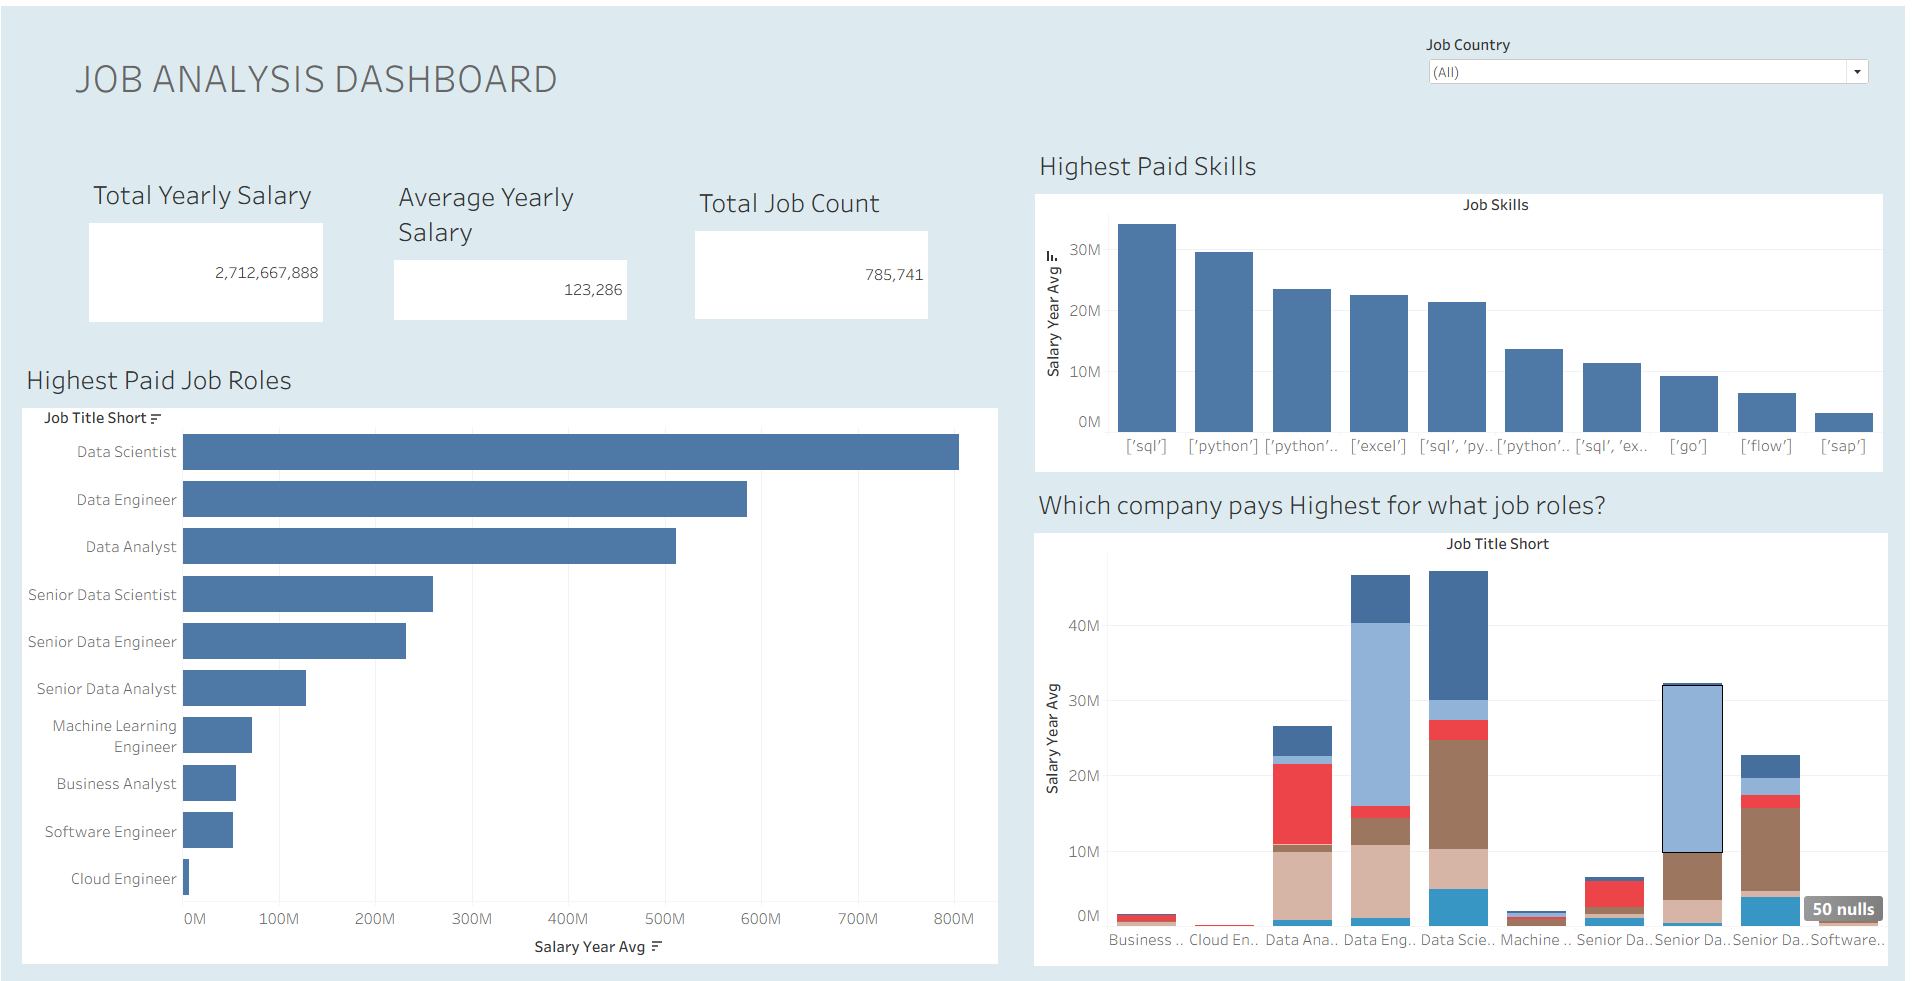 JOB ANALYSIS DASHBOARD
Job Country
(All)
Total Yearly Salary
2,712,667,888
Average Yearly
Salary
123,286
Total Job Count
785,741
Highest Paid Job Roles
Job Title Short
Data Scientist
Data Engineer
Data Analyst
Senior Data Scientist
Senior Data Engineer
Senior Data Analyst
Machine Learning
Engineer
Business Analyst
Software Engineer
Cloud Engineer
0M 100M 200M 300M 400M 500M 600M 700M 800M
Salary Year Avg
Highest Paid Skills
Job Skills
Salary Year Avg
30M
20M
10M
0M
['sql'] ['python'] ['python'.. ['excel'] ['sql', 'py.. ['python'.. ['sql', 'ex.. ['go'] ['flow'] ['sap']
Which company pays Highest for what job roles?
Job Title Short
Salary Year Avg
40M
30M
20M
10M
0M
50 nulls
Business .. Cloud En.. Data Ana.. Data Eng.. Data Scie.. Machine .. Senior Da.. Senior Da.. Senior Da.. Software..